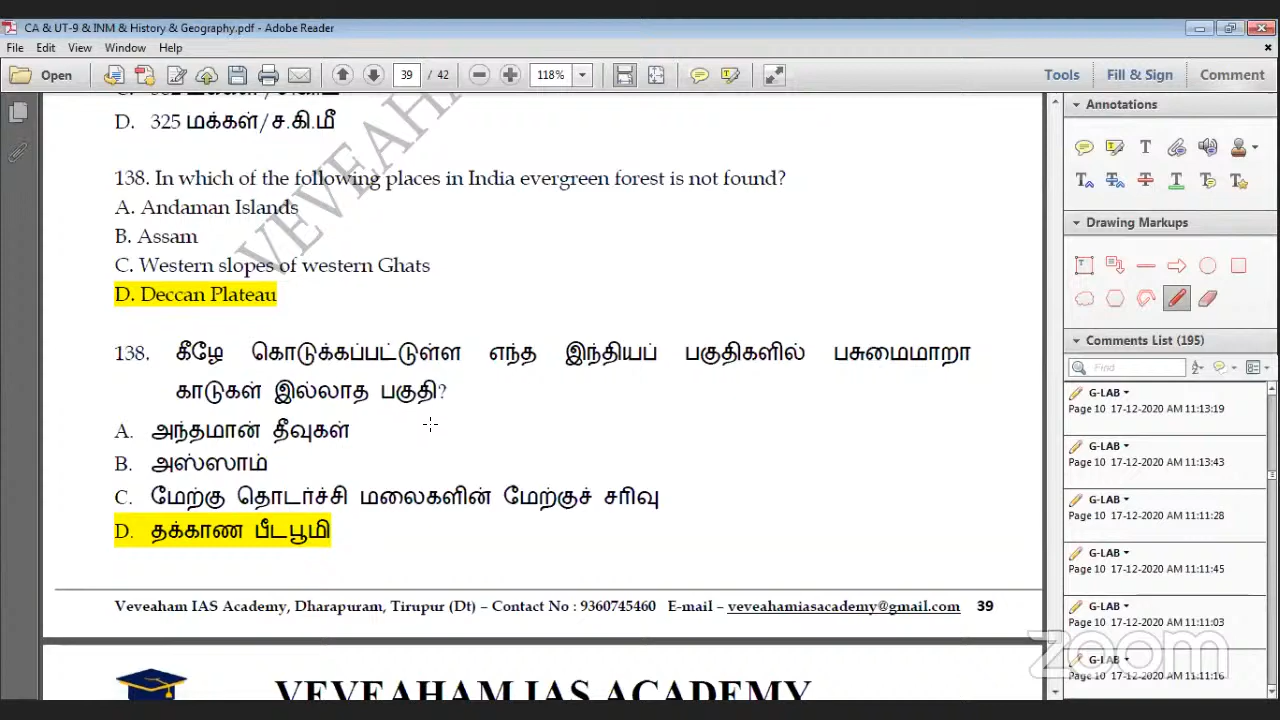 CA & UT-9 & INM & History & Geography.pdf - Adobe Reader
File Edit View Window Help
Open 39 / 42 118% Tools Fill & Sign Comment
D. 325 மக்கள்/ச.கி.மீ
138. In which of the following places in India evergreen forest is not found?
A. Andaman Islands
B. Assam
C. Western slopes of western Ghats
D. Deccan Plateau
138. கீழே கொடுக்கப்பட்டுள்ள எந்த இந்தியப் பகுதிகளில் பசுமைமாறா
காடுகள் இல்லாத பகுதி?
A. அந்தமான் தீவுகள்
B. அஸ்ஸாம்
C. மேற்கு தொடர்ச்சி மலைகளின் மேற்குச் சரிவு
D. தக்காண பீடபூமி
Veveaham IAS Academy, Dharapuram, Tirupur (Dt) – Contact No : 9360745460 E-mail – veveahamiasacademy@gmail.com 39
VEVEAHAM IAS ACADEMY
VEVEAHAM
Annotations
Drawing Markups
Comments List (195)
Find
G-LAB
Page 10 17-12-2020 AM 11:13:19
G-LAB
Page 10 17-12-2020 AM 11:13:43
G-LAB
Page 10 17-12-2020 AM 11:11:28
G-LAB
Page 10 17-12-2020 AM 11:11:45
G-LAB
Page 10 17-12-2020 AM 11:11:03
G-LAB
Page 10 17-12-2020 AM 11:11:16
zoom